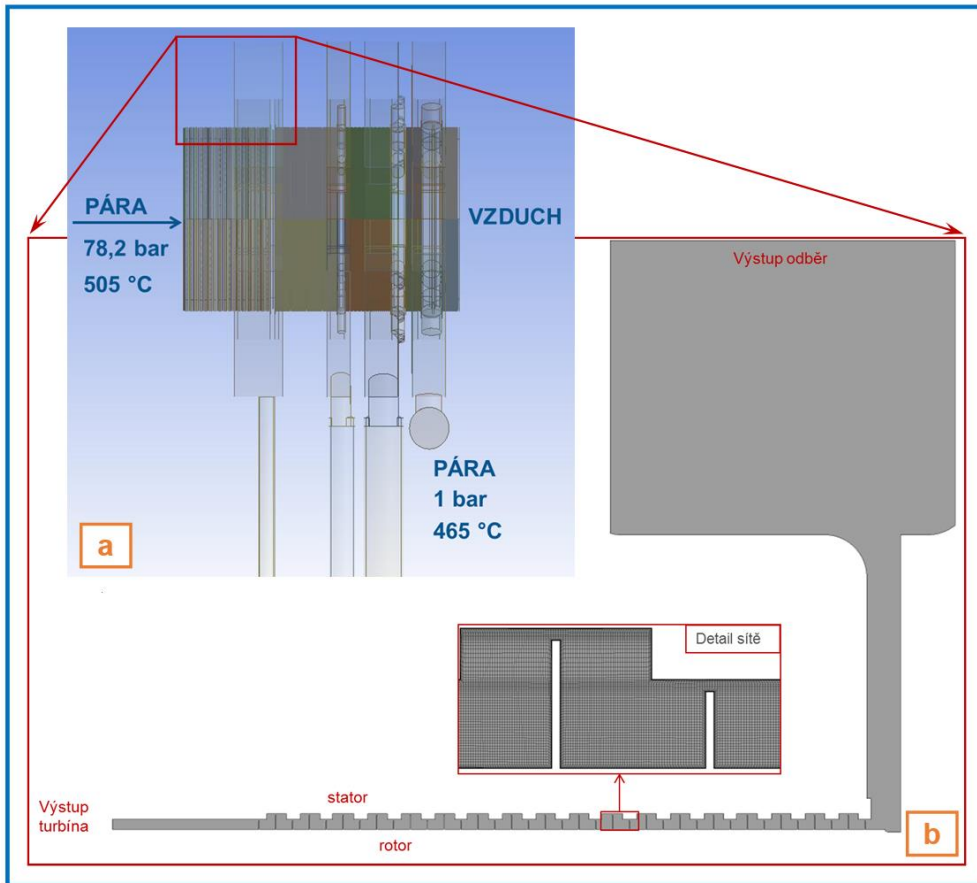 PÁRA
78,2 bar
505 °C
VZDUCH
PÁRA
1 bar
465 °C
a
Výstup odběr
Detail sítě
stator
Výstup
turbína
rotor
b